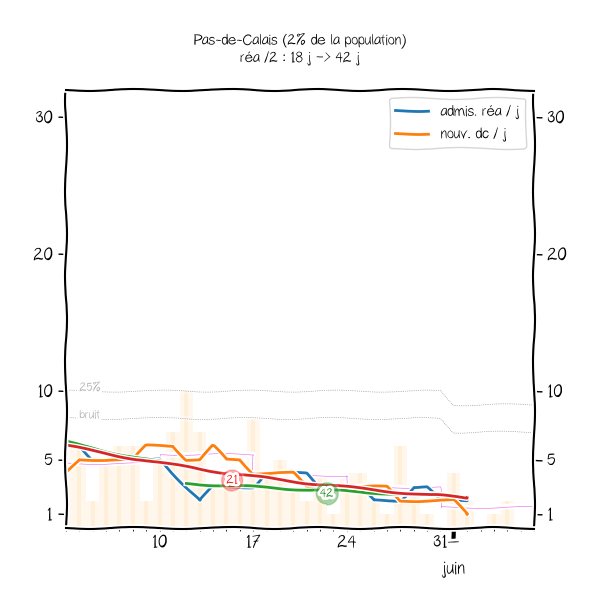 Pas-de-Calais (2% de la population)
réa /2 : 18 j -> 42 j
admis. réa / j
nouv. dc / j
30
30
20
20
10
10
25%
bruit
5
5
21
42
1
1
10
17
24
31
juin